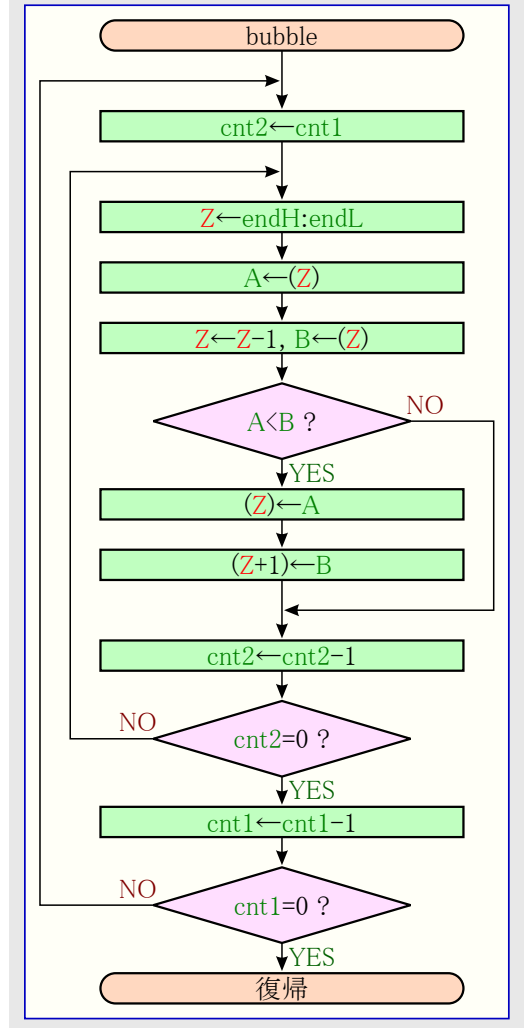 bubble
cnt2←cnt1
Z←endH:endL
A←(Z)
Z←Z−1, B←(Z)
A<B ?
NO
YES
(Z)←A
(Z+1)←B
cnt2←cnt2−1
NO
cnt2=0 ?
YES
cnt1←cnt1−1
NO
cnt1=0 ?
YES
復帰